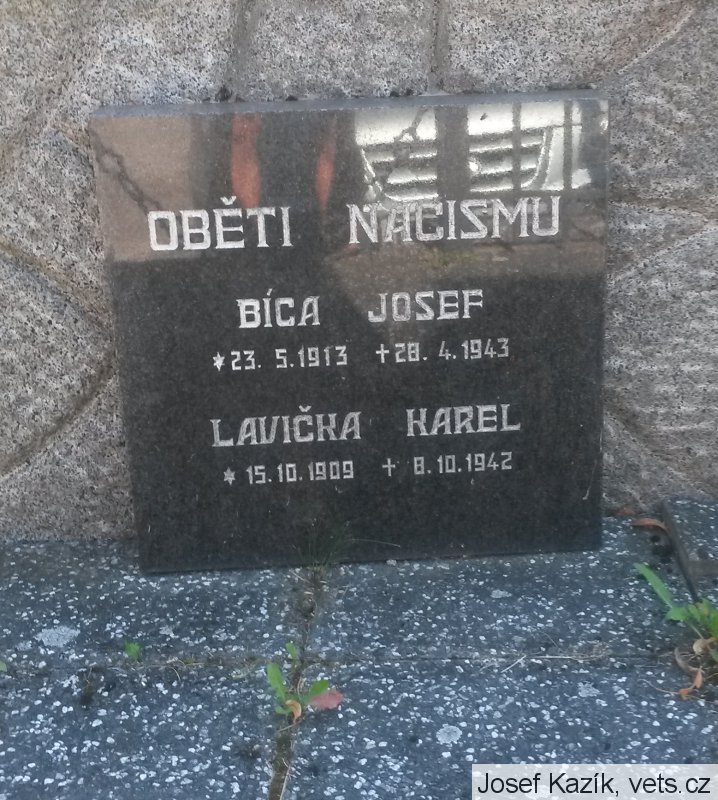 OBĚTI NACISMU
BÍCA JOSEF
*23. 5.1913 +28. 4.1943
LAVIČKA KAREL
* 15.10.1909 + 8.10.1942
Josef Kazík, vets.cz